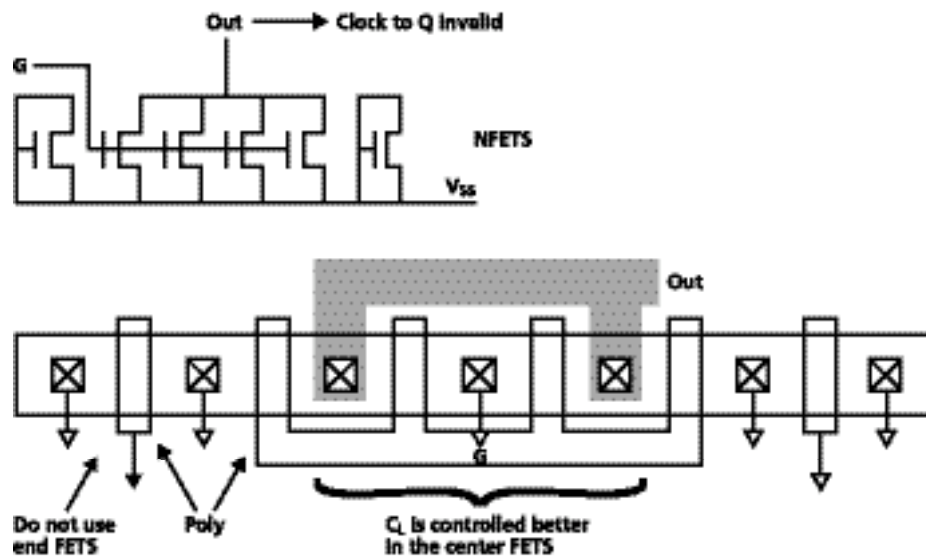 Out Clock to Q Invalid
G
NFETS
VSS
Out
G
Do not use
end FETS
Poly
CL is controlled better
in the center FETS